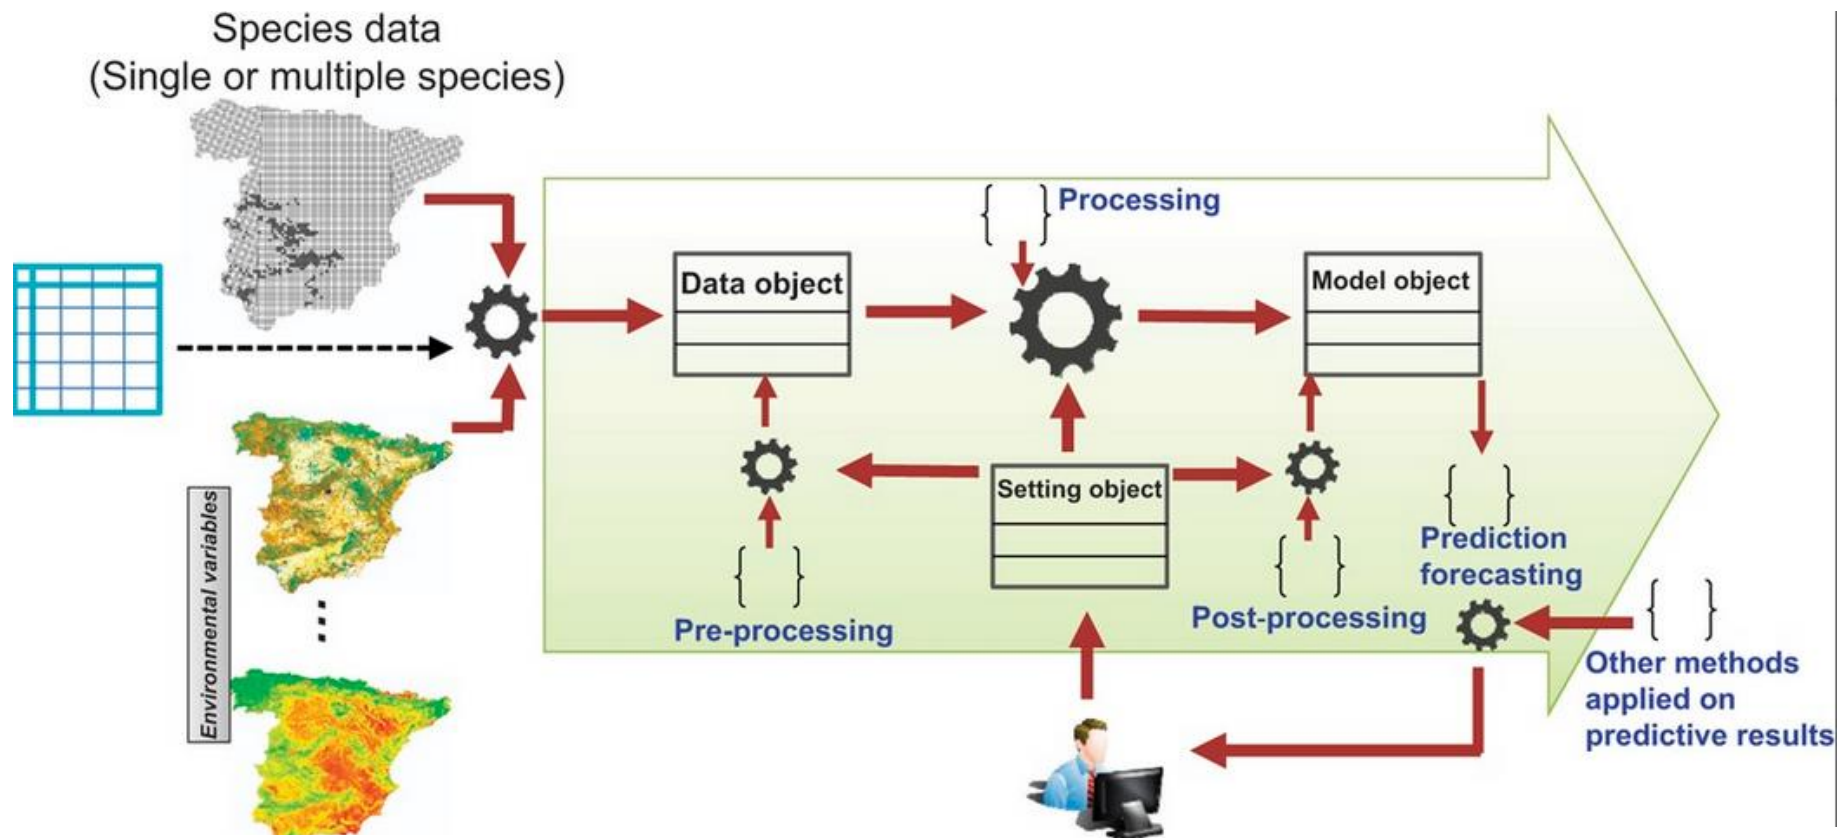 Species data
(Single or multiple species)
Processing
Data object
Model object
Setting object
Environmental variables
Pre-processing
Post-processing
Prediction
forecasting
Other methods
applied on
predictive results